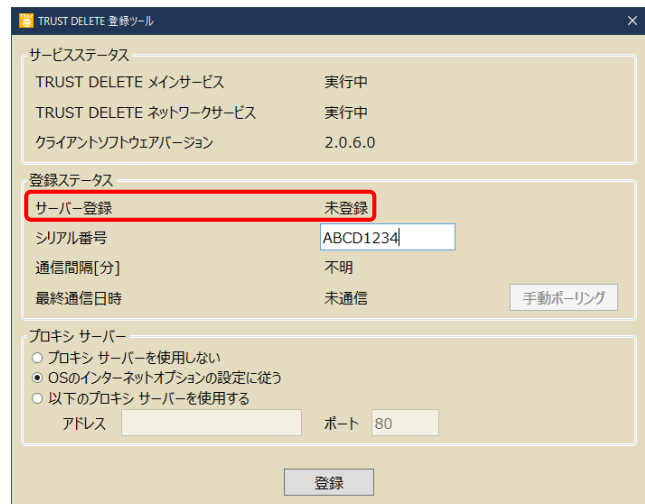 TRUST DELETE 登録ツール
サービスステータス
TRUST DELETE メインサービス 実行中
TRUST DELETE ネットワークサービス 実行中
クライアントソフトウェアバージョン 2.0.6.0
登録ステータス
サーバー登録 未登録
シリアル番号 ABCD1234
通信間隔[分] 不明
最終通信日時 未通信 手動ポーリング
プロキシ サーバー
プロキシ サーバーを使用しない
OSのインターネットオプションの設定に従う
以下のプロキシ サーバーを使用する
アドレス ポート 80
登録